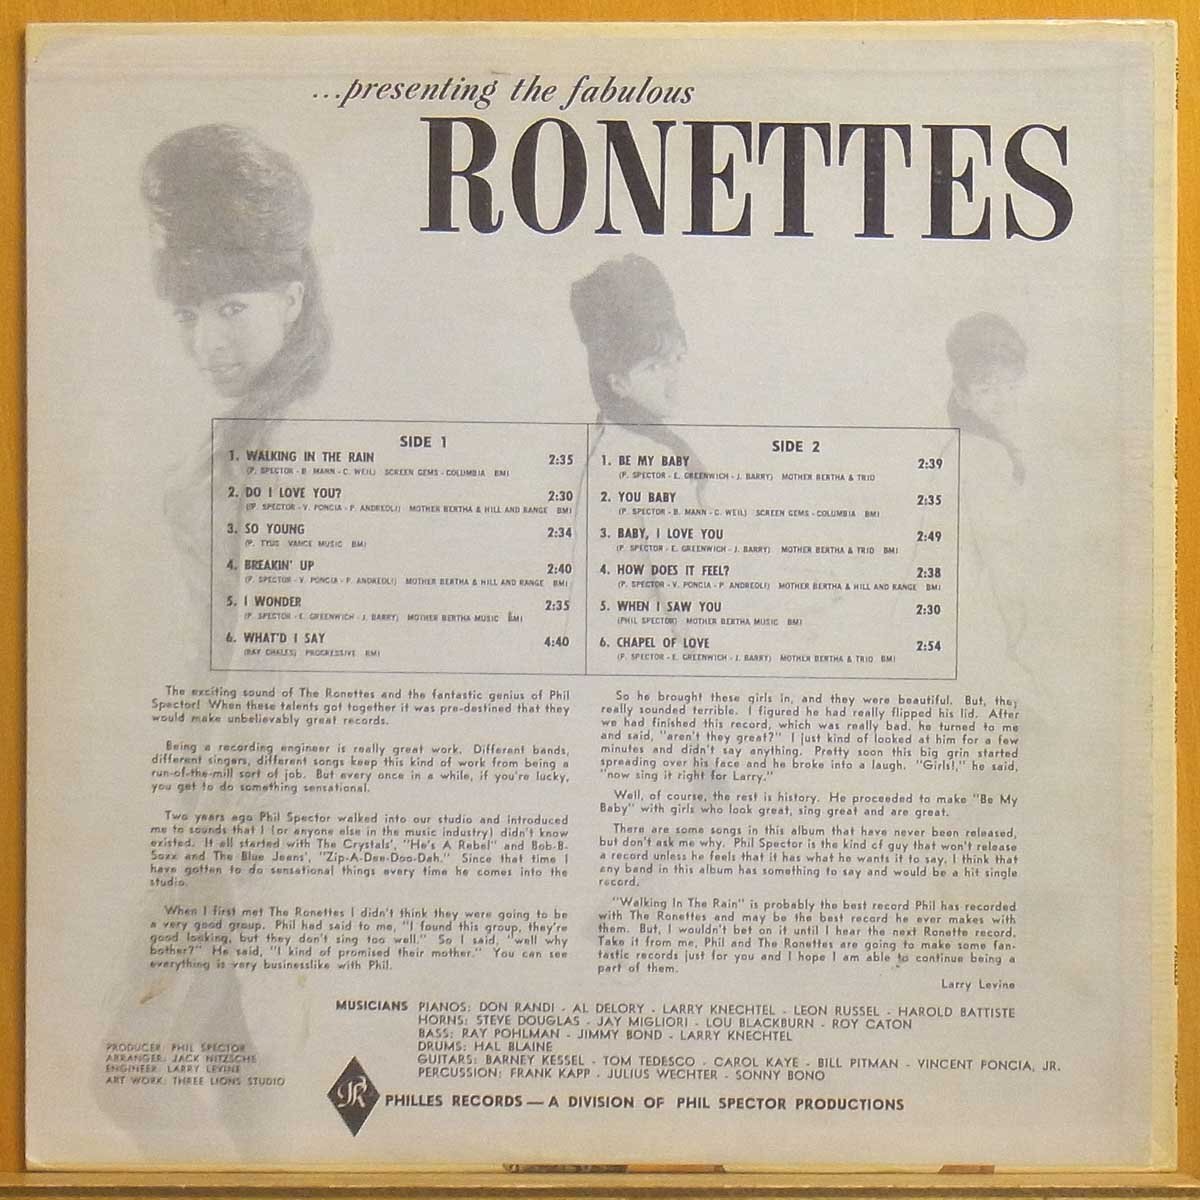 ...presenting the fabulous
RONETTES
SIDE 1
1. WALKING IN THE RAIN 2:35
(P. SPECTOR - B. MANN - C. WEIL) SCREEN GEMS - COLUMBIA BMI
2. DO I LOVE YOU? 2:30
(P. SPECTOR - V. PONCIA - P. ANDREOLI) MOTHER BERTHA & HILL AND RANGE BMI
3. SO YOUNG 2:34
(P. TYUS VANCE MUSIC BMI
4. BREAKIN' UP 2:40
(P. SPECTOR - V. PONCIA - P. ANDREOLI) MOTHER BERTHA & HILL AND RANGE BMI
5. I WONDER 2:35
(P. SPECTOR - E. GREENWICH - J. BARRY) MOTHER BERTHA MUSIC BMI
6. WHAT'D I SAY 4:40
(RAY CHALES) PROGRESSIVE BMI
SIDE 2
1. BE MY BABY 2:39
(P. SPECTOR - E. GREENWICH - J. BARRY) MOTHER BERTHA & TRIO
2. YOU BABY 2:35
(P. SPECTOR - B. MANN - C. WEIL) SCREEN GEMS - COLUMBIA BMI
3. BABY, I LOVE YOU 2:49
(P. SPECTOR - E. GREENWICH - J. BARRY) MOTHER BERTHA & TRIO BMI
4. HOW DOES IT FEEL? 2:38
(P. SPECTOR - V. PONCIA - P. ANDREOLI) MOTHER BERTHA & HILL AND RANGE BMI
5. WHEN I SAW YOU 2:30
(PHIL SPECTOR) MOTHER BERTHA MUSIC BMI
6. CHAPEL OF LOVE 2:54
(P. SPECTOR - E. GREENWICH - J. BARRY) MOTHER BERTHA & TRIO BMI
The exciting sound of The Ronettes and the fantastic genius of Phil
Spector! When these talents got together it was pre-destined that they
would make unbelievably great records.
Being a recording engineer is really great work. Different bands,
different singers, different songs keep this kind of work from being a
run-of-the-mill sort of job. But every once in a while, if you're lucky,
you get to do something sensational.
Two years ago Phil Spector walked into our studio and introduced
me to sounds that I (or anyone else in the music industry) didn't know
existed. It all started with The Crystals', "He's A Rebel" and Bob-B-
Soxx and The Blue Jeans', "Zip-A-Dee-Doo-Dah." Since that time I
have gotten to do sensational things every time he comes into the
studio.
When I first met The Ronettes I didn't think they were going to be
a very good group. Phil had said to me, "I found this group, they're
good looking, but they don't sing too well." So I said, "well why
bother?" He said, "I kind of promised their mother." You can see
everything is very businesslike with Phil.
So he brought these girls in, and they were beautiful. But, they
really sounded terrible. I figured he had really flipped his lid. After
we had finished this record, which was really bad, he turned to me
and said, "aren't they great?" I just kind of looked at him for a few
minutes and didn't say anything. Pretty soon this big grin started
spreading over his face and he broke into a laugh. "Girls!," he said,
"now sing it right for Larry."
Well, of course, the rest is history. He proceeded to make "Be My
Baby" with girls who look great, sing great and are great.
There are some songs in this album that have never been released,
but don't ask me why. Phil Spector is the kind of guy that won't release
a record unless he feels that it has what he wants it to say. I think that
any band in this album has something to say and would be a hit single
record.
"Walking In The Rain" is probably the best record Phil has recorded
with The Ronettes and may be the best record he ever makes with
them. But, I wouldn't bet on it until I hear the next Ronette record.
Take it from me, Phil and The Ronettes are going to make some fan-
tastic records just for you and I hope I am able to continue being a
part of them.
Larry Levine
MUSICIANS PIANOS: DON RANDI - AL DELORY - LARRY KNECHTEL - LEON RUSSEL - HAROLD BATTISTE
HORNS: STEVE DOUGLAS - JAY MIGLIORI - LOU BLACKBURN - ROY CATON
BASS: RAY POHLMAN - JIMMY BOND - LARRY KNECHTEL
DRUMS: HAL BLAINE
GUITARS: BARNEY KESSEL - TOM TEDESCO - CAROL KAYE - BILL PITMAN - VINCENT PONCIA, JR.
PERCUSSION: FRANK KAPP - JULIUS WECHTER - SONNY BONO
PRODUCER: PHIL SPECTOR
ARRANGER: JACK NITZSCHE
ENGINEER: LARRY LEVINE
ART WORK: THREE LIONS STUDIO
PR PHILLES RECORDS — A DIVISION OF PHIL SPECTOR PRODUCTIONS